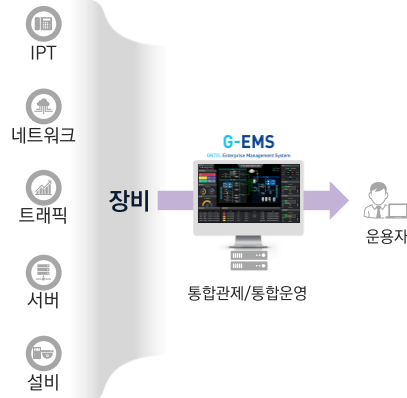 IPT
네트워크
트래픽
서버
설비
장비
G-EMS
GNTEL Enterprise Management System
통합관제/통합운영
운용자